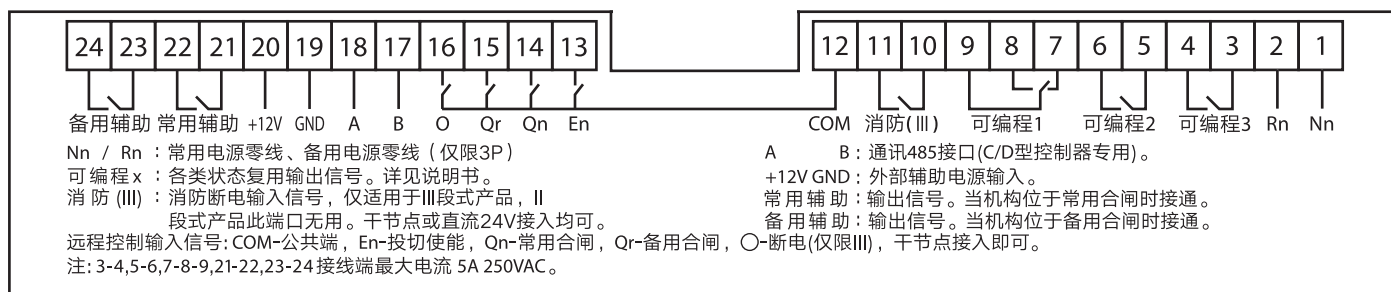 24 23 22 21 20 19 18 17 16 15 14 13 12 11 10 9 8 7 6 5 4 3 2 1
备用辅助 常用辅助 +12V GND A B O Qr Qn En COM 消防(III) 可编程1 可编程2 可编程3 Rn Nn
Nn / Rn ：常用电源零线、备用电源零线（仅限3P）
可编程x ：各类状态复用输出信号。详见说明书。
消防(III) ：消防断电输入信号，仅适用于III段式产品，II
段式产品此端口无用。干节点或直流24V接入均可。
A B：通讯485接口(C/D型控制器专用)。
+12V GND：外部辅助电源输入。
常用辅助：输出信号。当机构位于常用合闸时接通。
备用辅助：输出信号。当机构位于备用合闸时接通。
远程控制输入信号: COM-公共端，En-投切使能，Qn-常用合闸，Qr-备用合闸，O-断电(仅限III)，干节点接入即可。
注: 3-4,5-6,7-8-9,21-22,23-24 接线端最大电流 5A 250VAC。